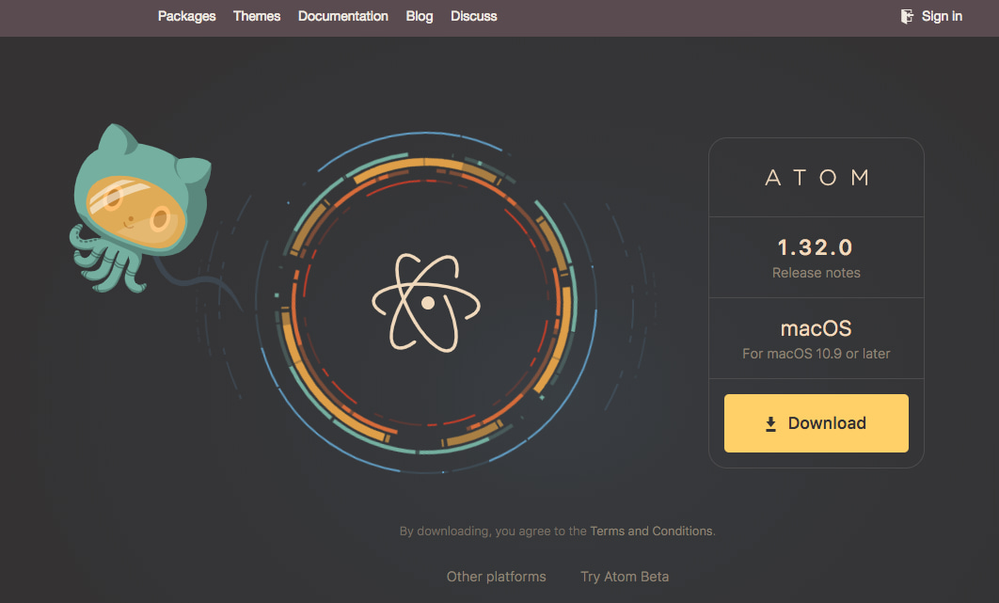 Packages Themes Documentation Blog Discuss Sign in
ATOM
1.32.0
Release notes
macOS
For macOS 10.9 or later
Download
By downloading, you agree to the Terms and Conditions.
Other platforms Try Atom Beta